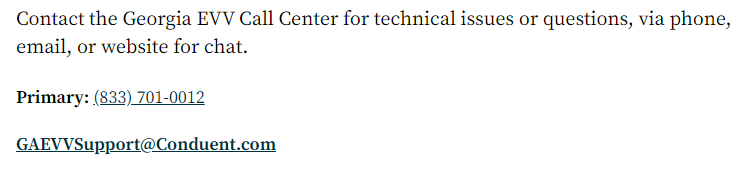 Contact the Georgia EVV Call Center for technical issues or questions, via phone,
email, or website for chat.
Primary: (833) 701-0012
GAEVVSupport@Conduent.com